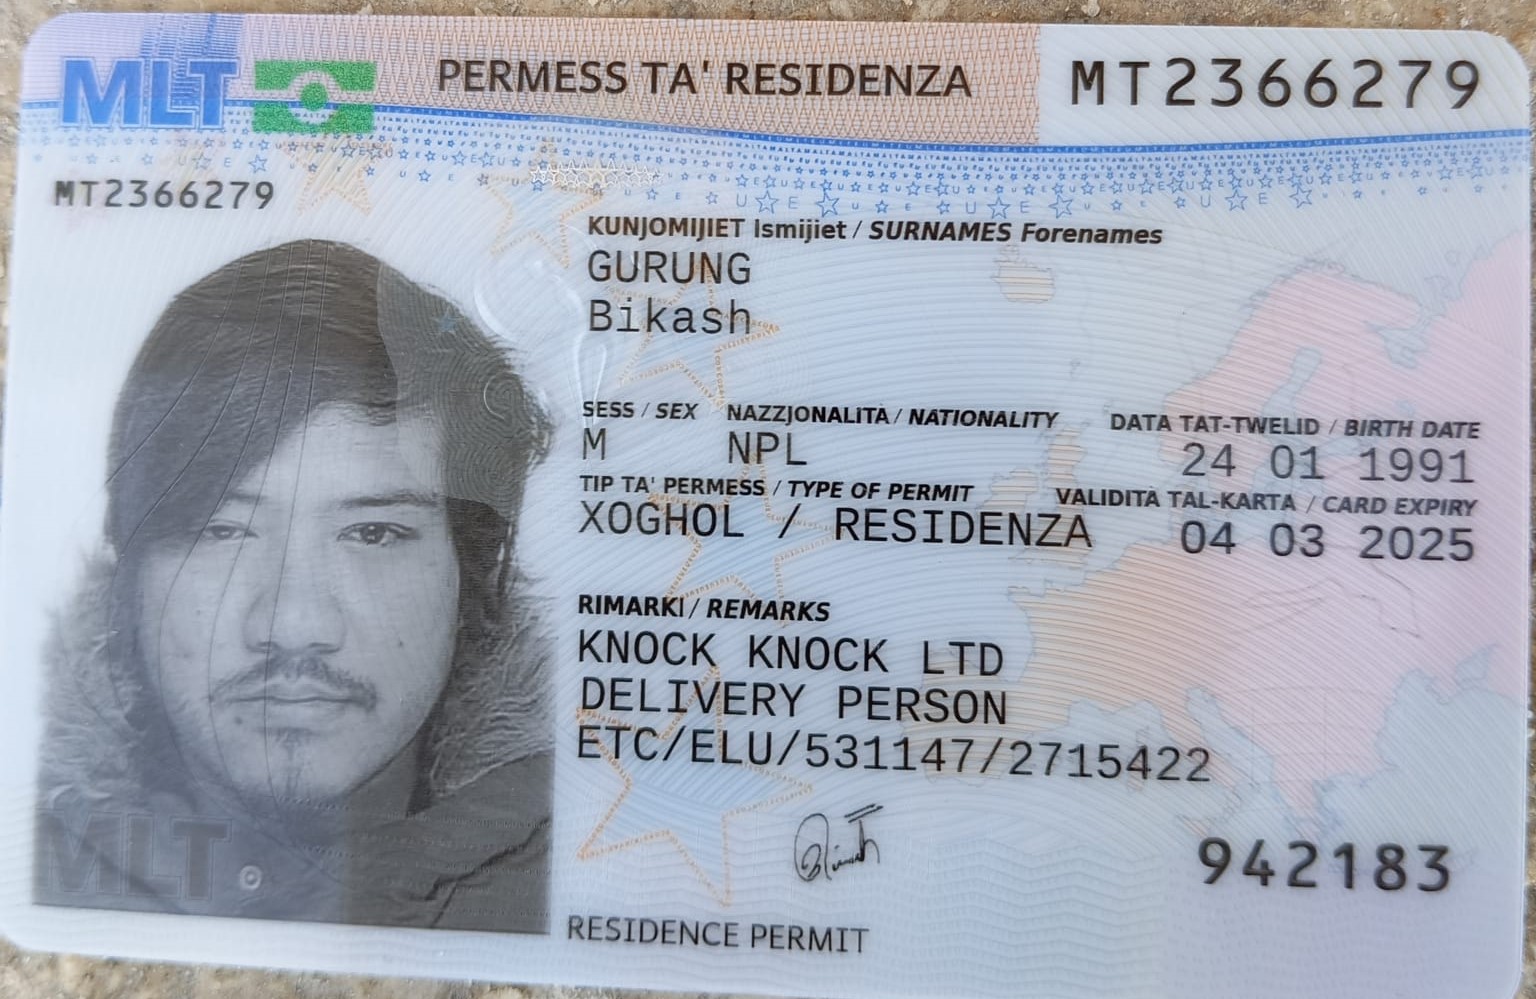 MLT PERMESS TA' RESIDENZA MT2366279
MT2366279
KUNJOMIJIET Ismijiet / SURNAMES Forenames
GURUNG
Bikash
SESS / SEX NAZZJONALITÀ / NATIONALITY DATA TAT-TWELID / BIRTH DATE
M NPL 24 01 1991
TIP TA' PERMESS / TYPE OF PERMIT VALIDITÀ TAL-KARTA / CARD EXPIRY
XOGHOL / RESIDENZA 04 03 2025
RIMARKI / REMARKS
KNOCK KNOCK LTD
DELIVERY PERSON
ETC/ELU/531147/2715422
MLT
942183
RESIDENCE PERMIT